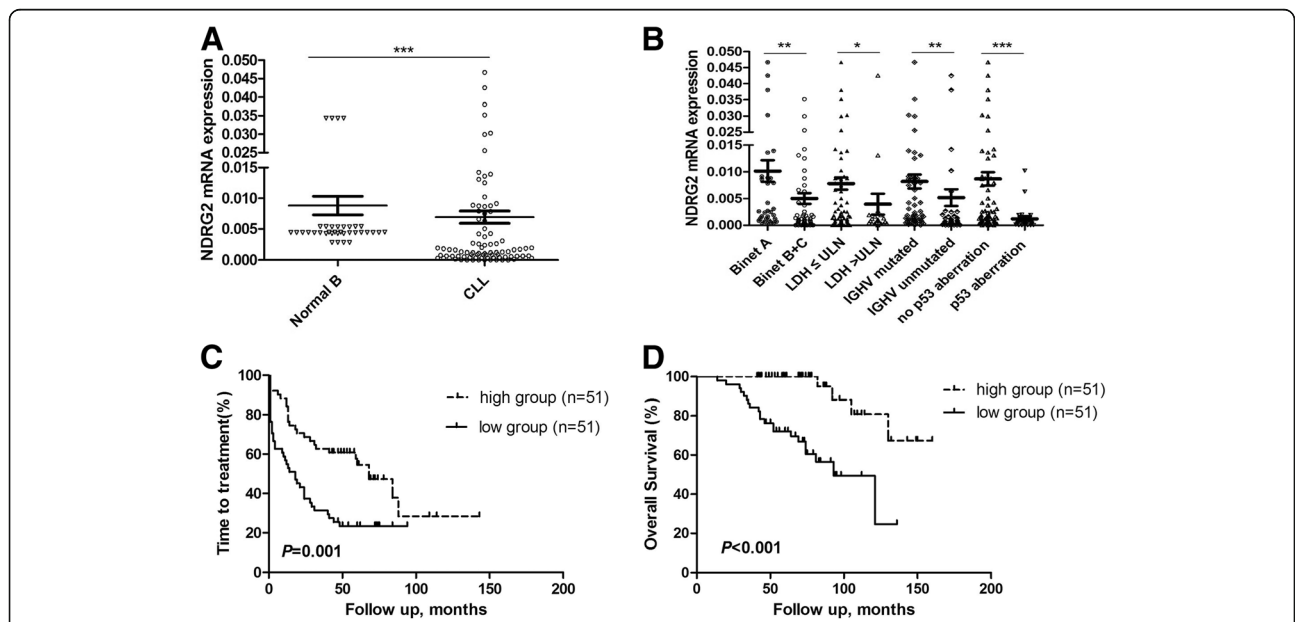 A
***
NDRG2 mRNA expression
0.050
0.045
0.040
0.035
0.030
0.025
0.015
0.010
0.005
0.000
Normal B
CLL
B
** * ** ***
NDRG2 mRNA expression
0.050
0.045
0.040
0.035
0.030
0.025
0.015
0.010
0.005
0.000
Binet A
Binet B+C
LDH ≤ ULN
LDH >ULN
IGHV mutated
IGHV unmutated
no p53 aberration
p53 aberration
C
Time to treatment(%)
100
80
60
40
20
0
0 50 100 150 200
Follow up, months
high group (n=51)
low group (n=51)
P=0.001
D
Overall Survival (%)
100
80
60
40
20
0
0 50 100 150 200
Follow up, months
high group (n=51)
low group (n=51)
P<0.001